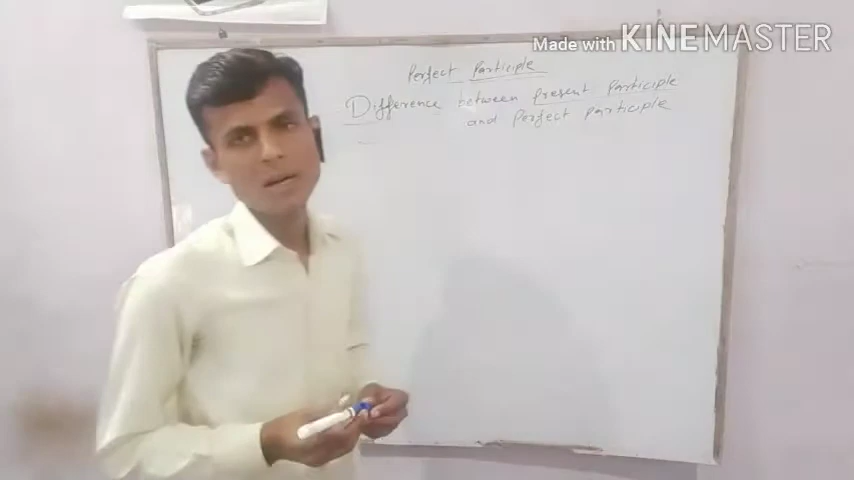 Made with KINEMASTER
Perfect Participle
Difference between present participle
and perfect participle